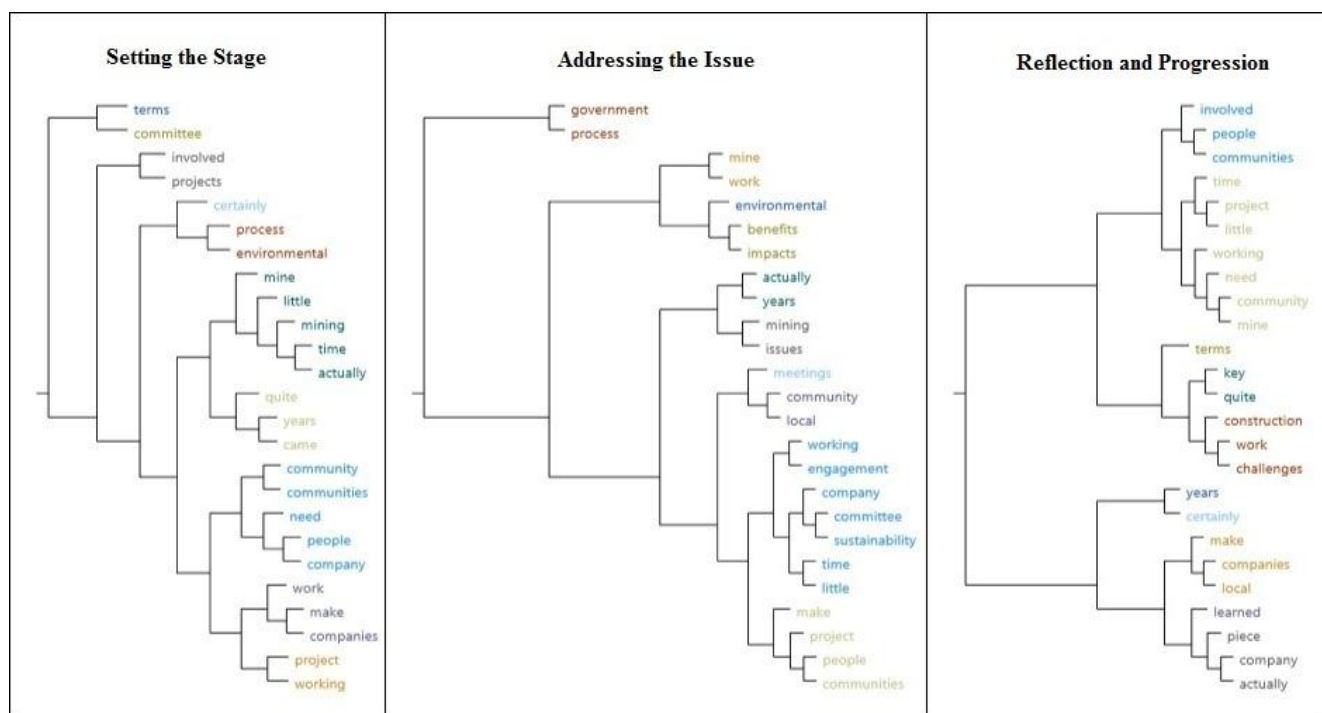 Setting the Stage
terms
committee
involved
projects
certainly
process
environmental
mine
little
mining
time
actually
quite
years
came
community
communities
need
people
company
work
make
companies
project
working
Addressing the Issue
government
process
mine
work
environmental
benefits
impacts
actually
years
mining
issues
meetings
community
local
working
engagement
company
committee
sustainability
time
little
make
project
people
communities
Reflection and Progression
involved
people
communities
time
project
little
working
need
community
mine
terms
key
quite
construction
work
challenges
years
certainly
make
companies
local
learned
piece
company
actually